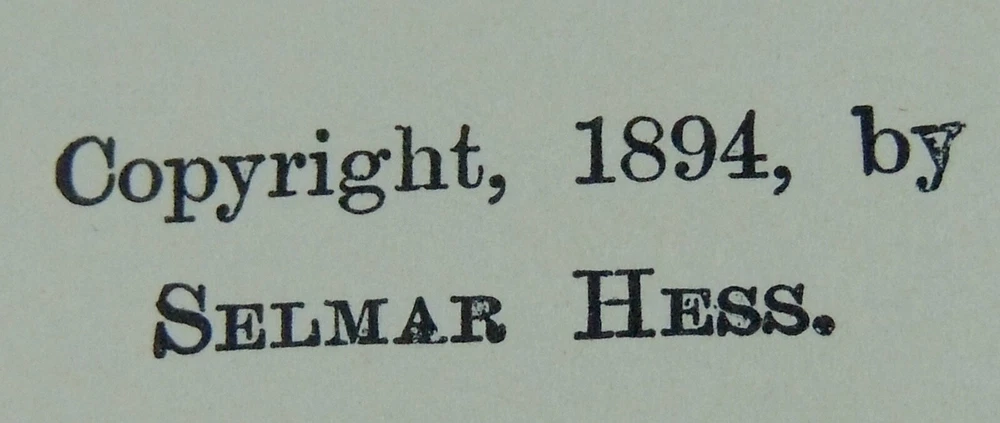 Copyright, 1894, by
SELMAR HESS.